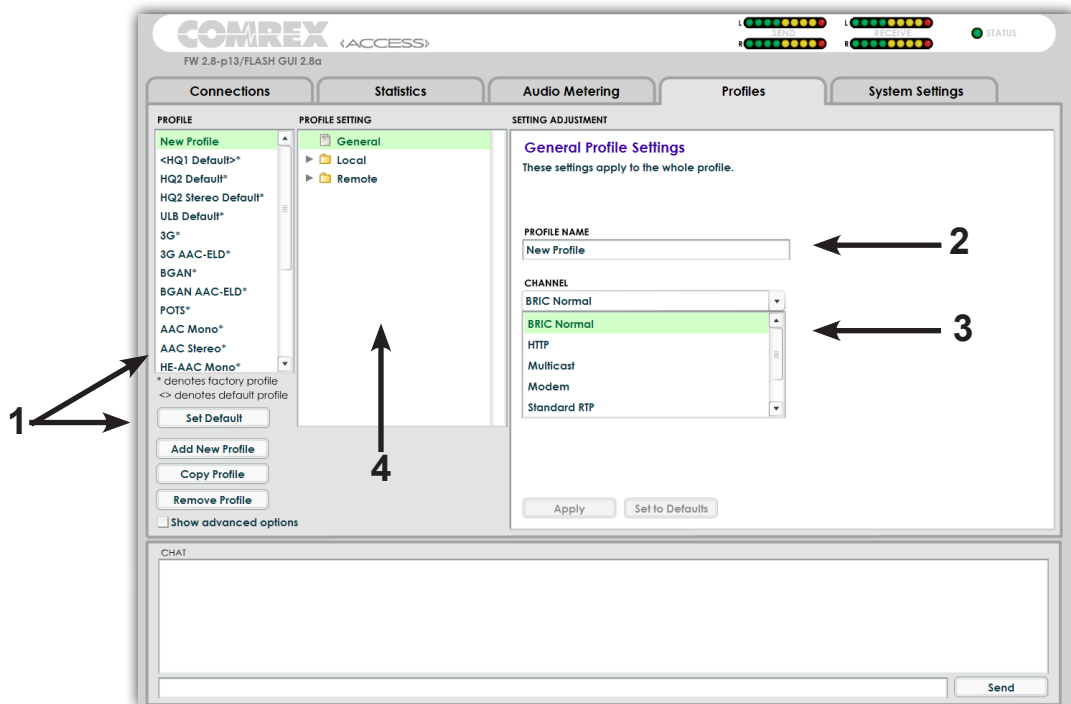 COMREX <ACCESS>
L
R
SEND
L
R
RECEIVE
STATUS
FW 2.8-p13/FLASH GUI 2.8a
Connections
Statistics
Audio Metering
Profiles
System Settings
PROFILE
PROFILE SETTING
SETTING ADJUSTMENT
New Profile
<HQ1 Default>*
HQ2 Default*
HQ2 Stereo Default*
ULB Default*
3G*
3G AAC-ELD*
BGAN*
BGAN AAC-ELD*
POTS*
AAC Mono*
AAC Stereo*
HE-AAC Mono*
* denotes factory profile
<> denotes default profile
Set Default
Add New Profile
Copy Profile
Remove Profile
Show advanced options
1
General
Local
Remote
4
General Profile Settings
These settings apply to the whole profile.
PROFILE NAME
New Profile
2
CHANNEL
BRIC Normal
BRIC Normal
HTTP
Multicast
Modem
Standard RTP
3
Apply
Set to Defaults
CHAT
Send